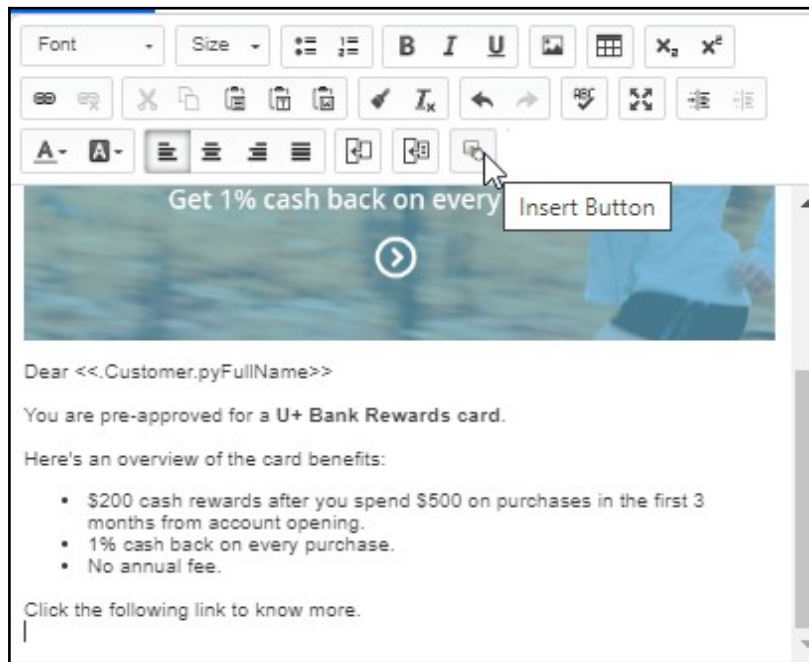 Font Size B I U x₂ x²
ABC
A A
Get 1% cash back on every
Insert Button
Dear <<.Customer.pyFullName>>
You are pre-approved for a U+ Bank Rewards card.
Here's an overview of the card benefits:
• $200 cash rewards after you spend $500 on purchases in the first 3
months from account opening.
• 1% cash back on every purchase.
• No annual fee.
Click the following link to know more.